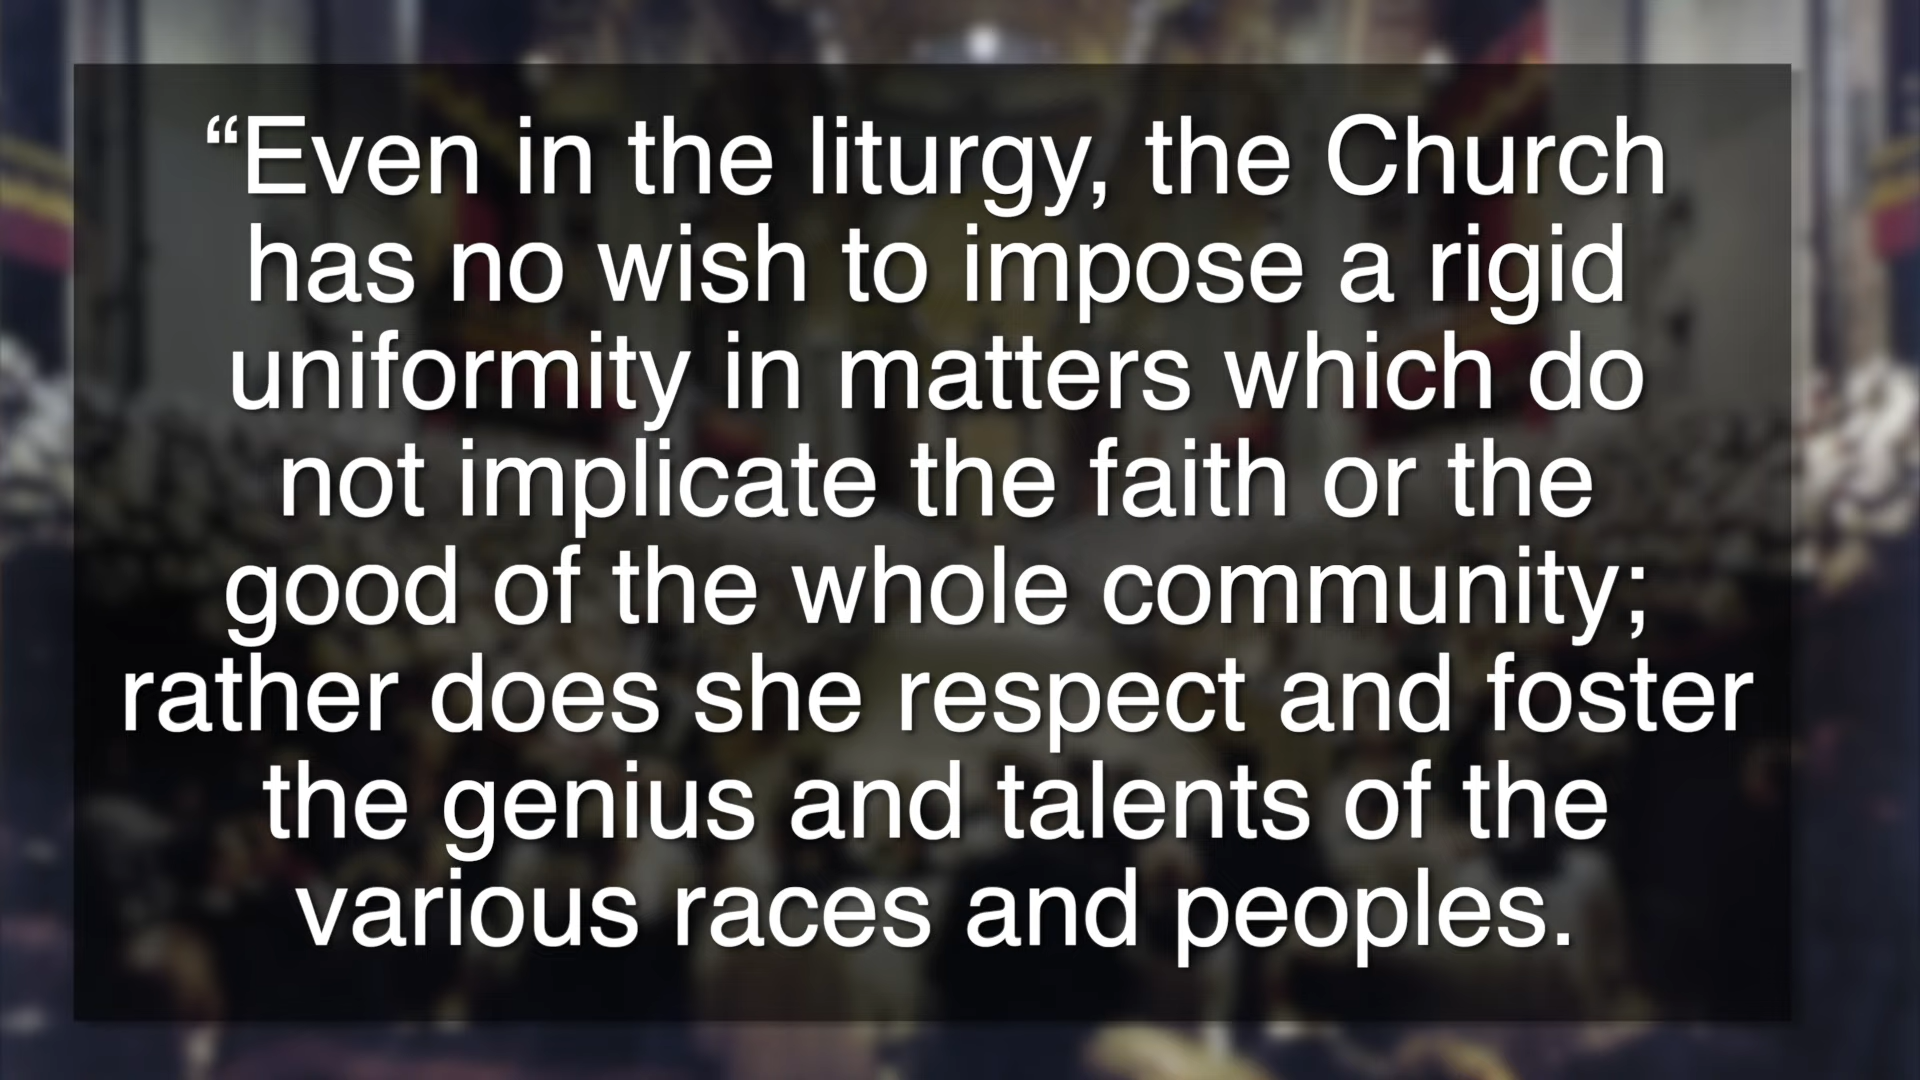 “Even in the liturgy, the Church
has no wish to impose a rigid
uniformity in matters which do
not implicate the faith or the
good of the whole community;
rather does she respect and foster
the genius and talents of the
various races and peoples.